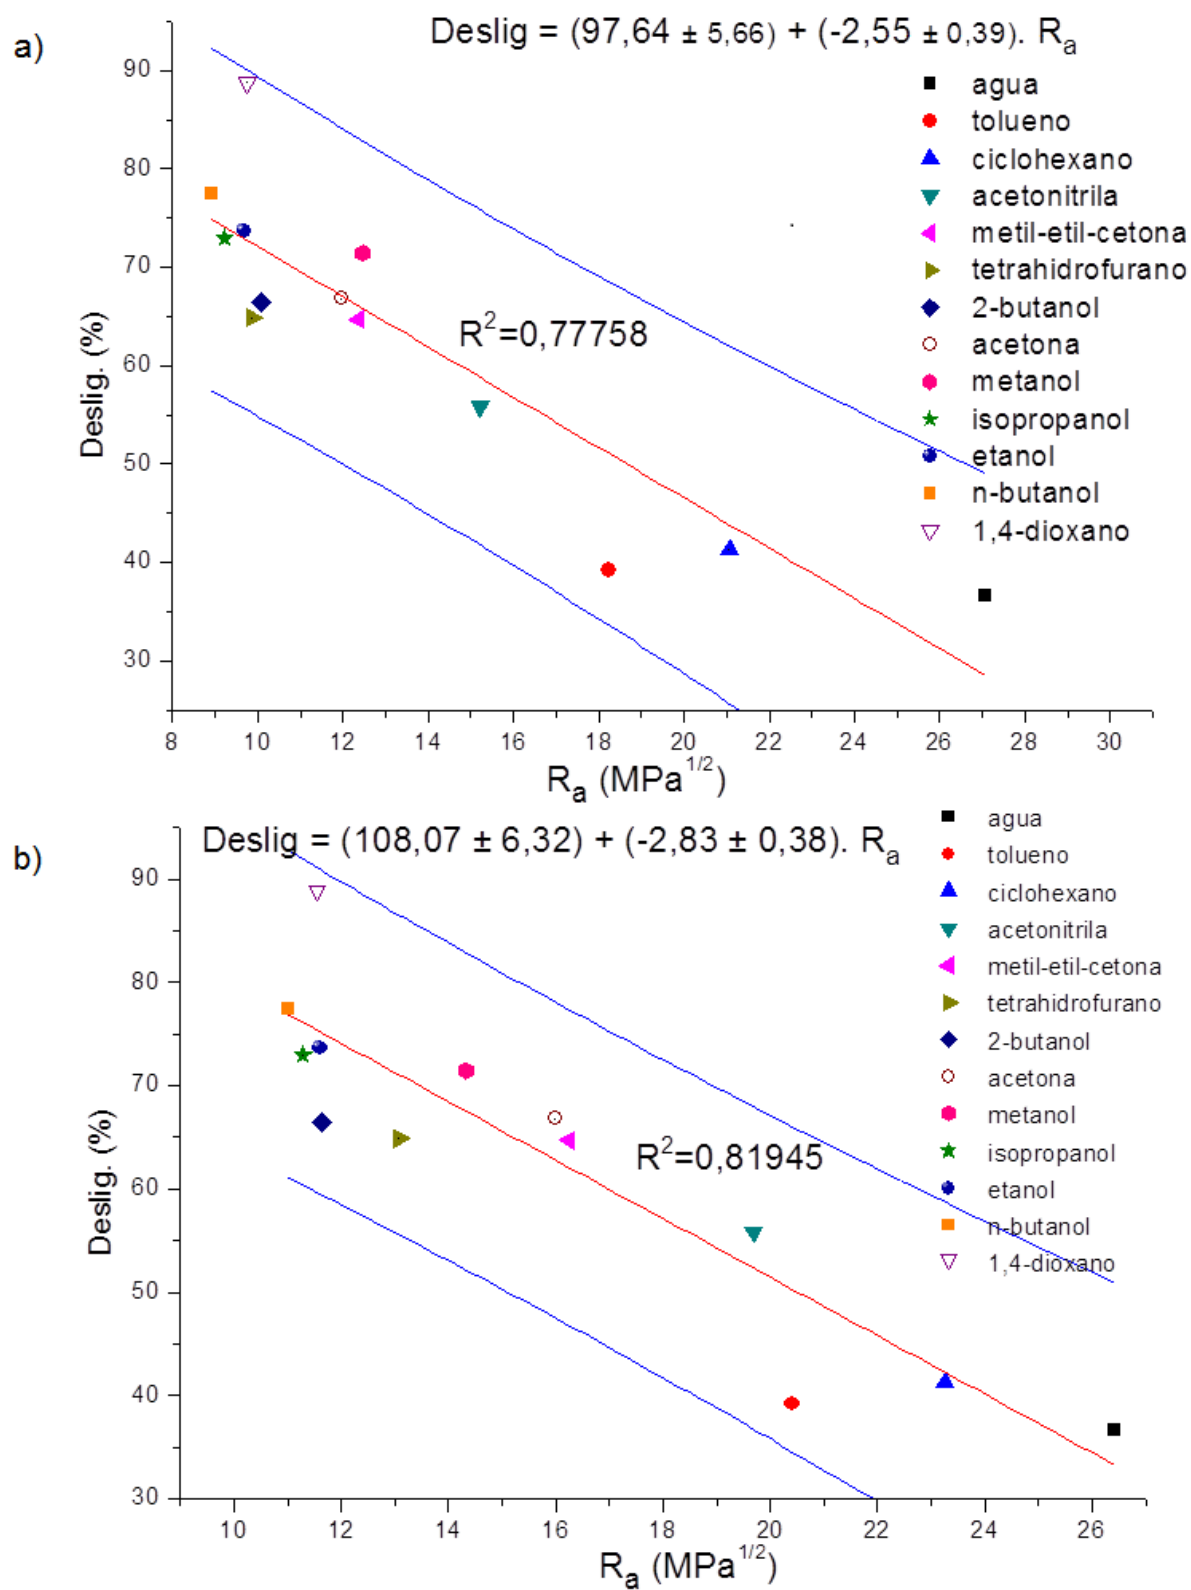 a)
Deslig = (97,64 ± 5,66) + (-2,55 ± 0,39). Ra
90
80
70
60
50
40
30
Deslig. (%)
agua
tolueno
ciclohexano
acetonitrila
metil-etil-cetona
tetrahidrofurano
2-butanol
acetona
metanol
isopropanol
etanol
n-butanol
1,4-dioxano
R²=0,77758
8 10 12 14 16 18 20 22 24 26 28 30
Ra (MPa^1/2)
b)
Deslig = (108,07 ± 6,32) + (-2,83 ± 0,38). Ra
90
80
70
60
50
40
30
Deslig. (%)
agua
tolueno
ciclohexano
acetonitrila
metil-etil-cetona
tetrahidrofurano
2-butanol
acetona
metanol
isopropanol
etanol
n-butanol
1,4-dioxano
R²=0,81945
10 12 14 16 18 20 22 24 26
Ra (MPa^1/2)